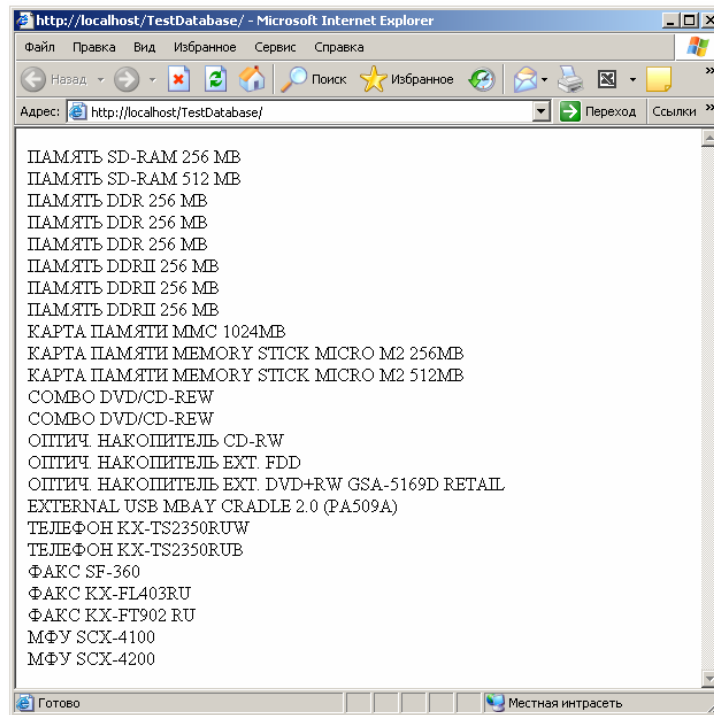 http://localhost/TestDatabase/ - Microsoft Internet Explorer
Файл Правка Вид Избранное Сервис Справка
Назад Поиск Избранное »
Адрес: http://localhost/TestDatabase/ Переход Ссылки »
ПАМЯТЬ SD-RAM 256 MB
ПАМЯТЬ SD-RAM 512 MB
ПАМЯТЬ DDR 256 MB
ПАМЯТЬ DDR 256 MB
ПАМЯТЬ DDR 256 MB
ПАМЯТЬ DDRII 256 MB
ПАМЯТЬ DDRII 256 MB
ПАМЯТЬ DDRII 256 MB
КАРТА ПАМЯТИ MMC 1024MB
КАРТА ПАМЯТИ MEMORY STICK MICRO M2 256MB
КАРТА ПАМЯТИ MEMORY STICK MICRO M2 512MB
COMBO DVD/CD-REW
COMBO DVD/CD-REW
ОПТИЧ. НАКОПИТЕЛЬ CD-RW
ОПТИЧ. НАКОПИТЕЛЬ EXT. FDD
ОПТИЧ. НАКОПИТЕЛЬ EXT. DVD+RW GSA-5169D RETAIL
EXTERNAL USB MBAY CRADLE 2.0 (PA509A)
ТЕЛЕФОН KX-TS2350RUW
ТЕЛЕФОН KX-TS2350RUB
ФАКС SF-360
ФАКС KX-FL403RU
ФАКС KX-FT902 RU
МФУ SCX-4100
МФУ SCX-4200
Готово Местная интрасеть